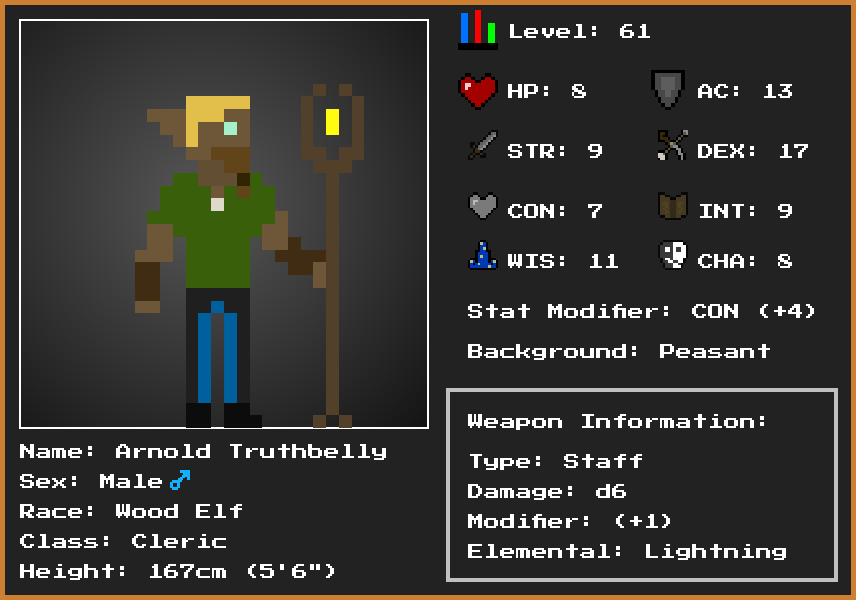 Level: 61
HP: 8
AC: 13
STR: 9
DEX: 17
CON: 7
INT: 9
WIS: 11
CHA: 8
Stat Modifier: CON (+4)
Background: Peasant
Weapon Information:
Type: Staff
Damage: d6
Modifier: (+1)
Elemental: Lightning
Name: Arnold Truthbelly
Sex: Male♂
Race: Wood Elf
Class: Cleric
Height: 167cm (5'6")